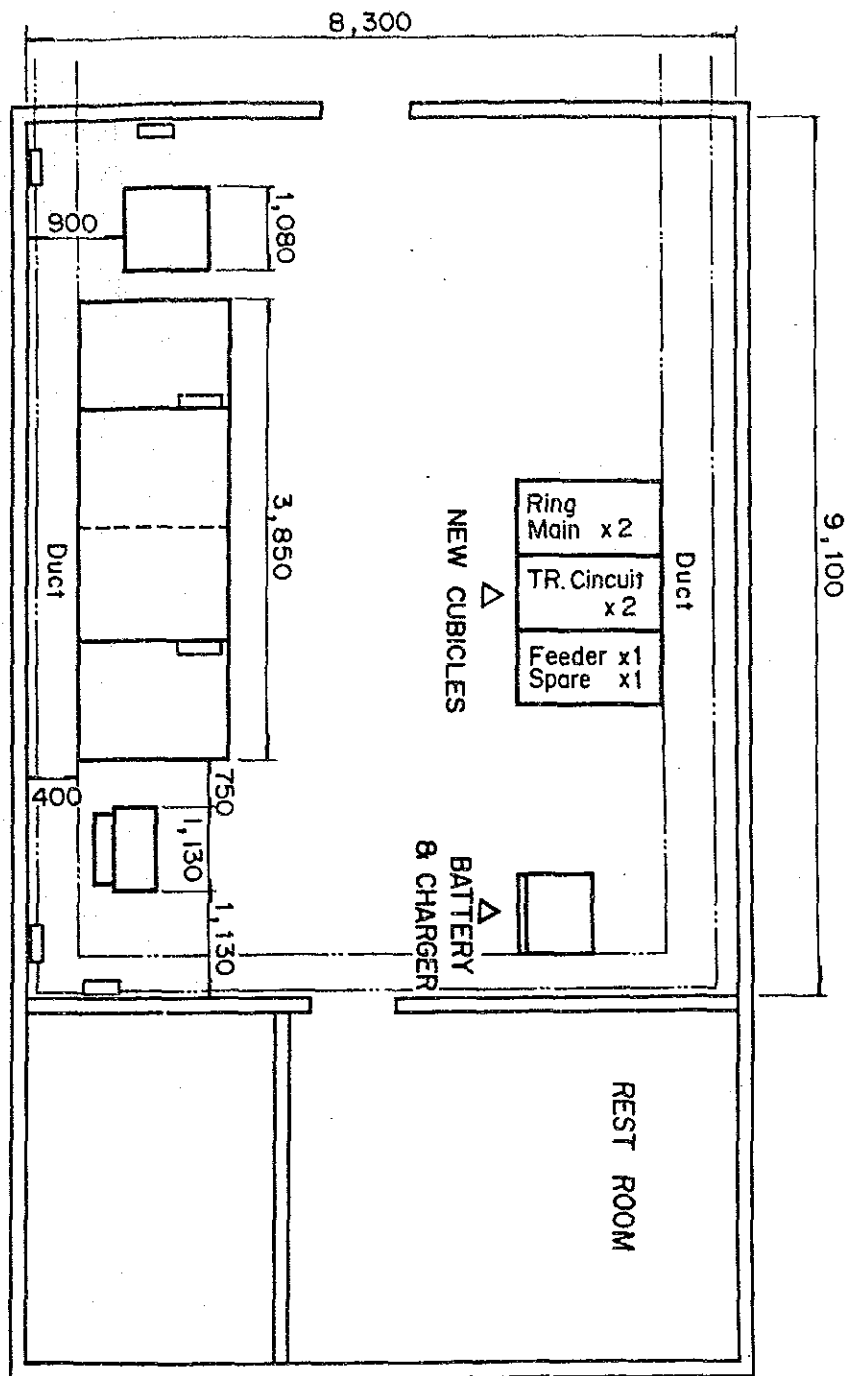 8,300
9,100
900
1,080
3,850
Duct
NEW CUBICLES
Ring
Main x2
TR. Cincuit
x2
Feeder x1
Spare x1
Duct
400
750
1,130
1,130
BATTERY
& CHARGER
REST ROOM